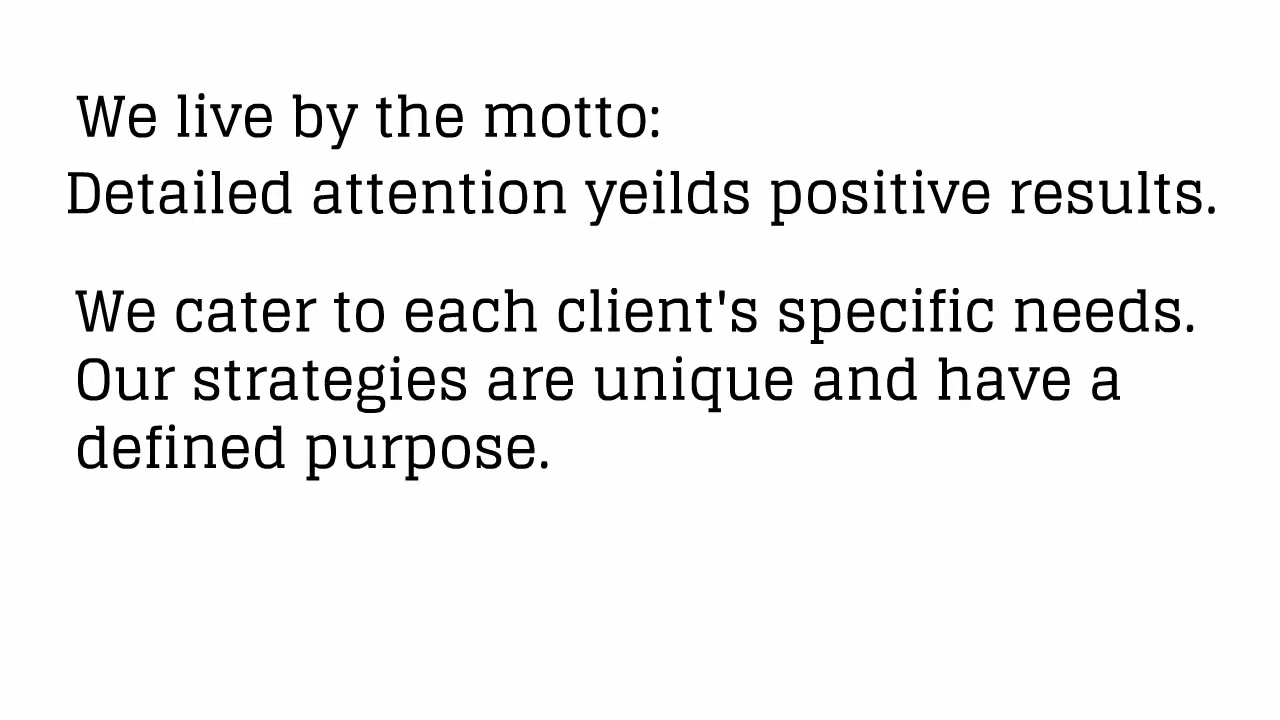 We live by the motto:
Detailed attention yeilds positive results.
We cater to each client's specific needs.
Our strategies are unique and have a
defined purpose.